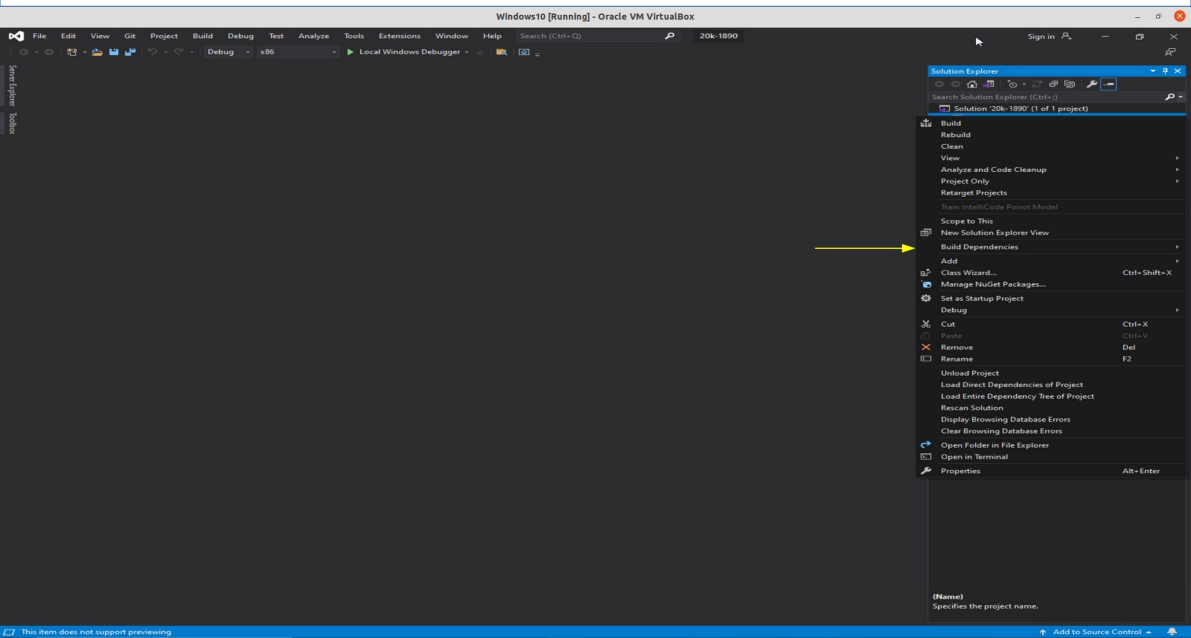 Windows10 [Running] - Oracle VM VirtualBox
File Edit View Git Project Build Debug Test Analyze Tools Extensions Window Help Search (Ctrl+Q) 20k-1890 Sign in
Debug x86 Local Windows Debugger
Server Explorer
Toolbox
Solution Explorer
Search Solution Explorer (Ctrl+;)
Solution '20k-1890' (1 of 1 project)
Build
Rebuild
Clean
View
Analyze and Code Cleanup
Project Only
Retarget Projects
Train IntelliCode Poirot Model
Scope to This
New Solution Explorer View
Build Dependencies
Add
Class Wizard... Ctrl+Shift+X
Manage NuGet Packages...
Set as Startup Project
Debug
Cut Ctrl+X
Paste Ctrl+V
Remove Del
Rename F2
Unload Project
Load Direct Dependencies of Project
Load Entire Dependency Tree of Project
Rescan Solution
Display Browsing Database Errors
Clear Browsing Database Errors
Open Folder in File Explorer
Open in Terminal
Properties Alt+Enter
(Name)
Specifies the project name.
This item does not support previewing Add to Source Control